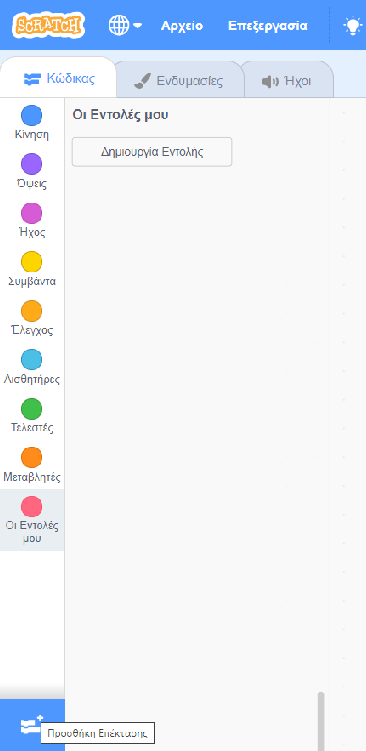 SCRATCH
Αρχείο
Επεξεργασία
Κώδικας
Ενδυμασίες
Ήχοι
Οι Εντολές μου
Δημιουργία Εντολής
Κίνηση
Όψεις
Ήχος
Συμβάντα
Έλεγχος
Αισθητήρες
Τελεστές
Μεταβλητές
Οι Εντολές
μου
Προσθήκη Επέκτασης